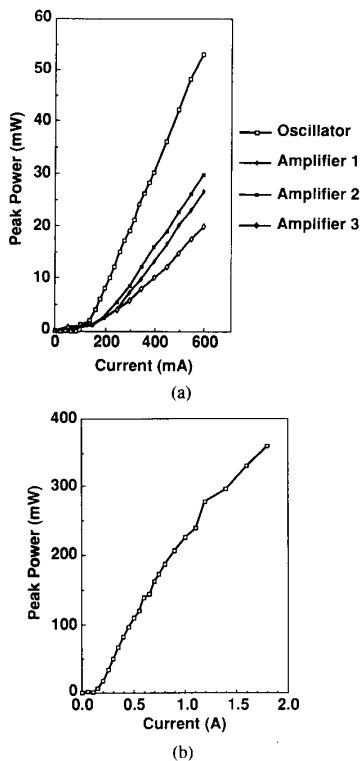 60
50
40
30
20
10
0
Peak Power (mW)
0 200 400 600
Current (mA)
Oscillator
Amplifier 1
Amplifier 2
Amplifier 3
(a)
400
300
200
100
0
Peak Power (mW)
0.0 0.5 1.0 1.5 2.0
Current (A)
(b)